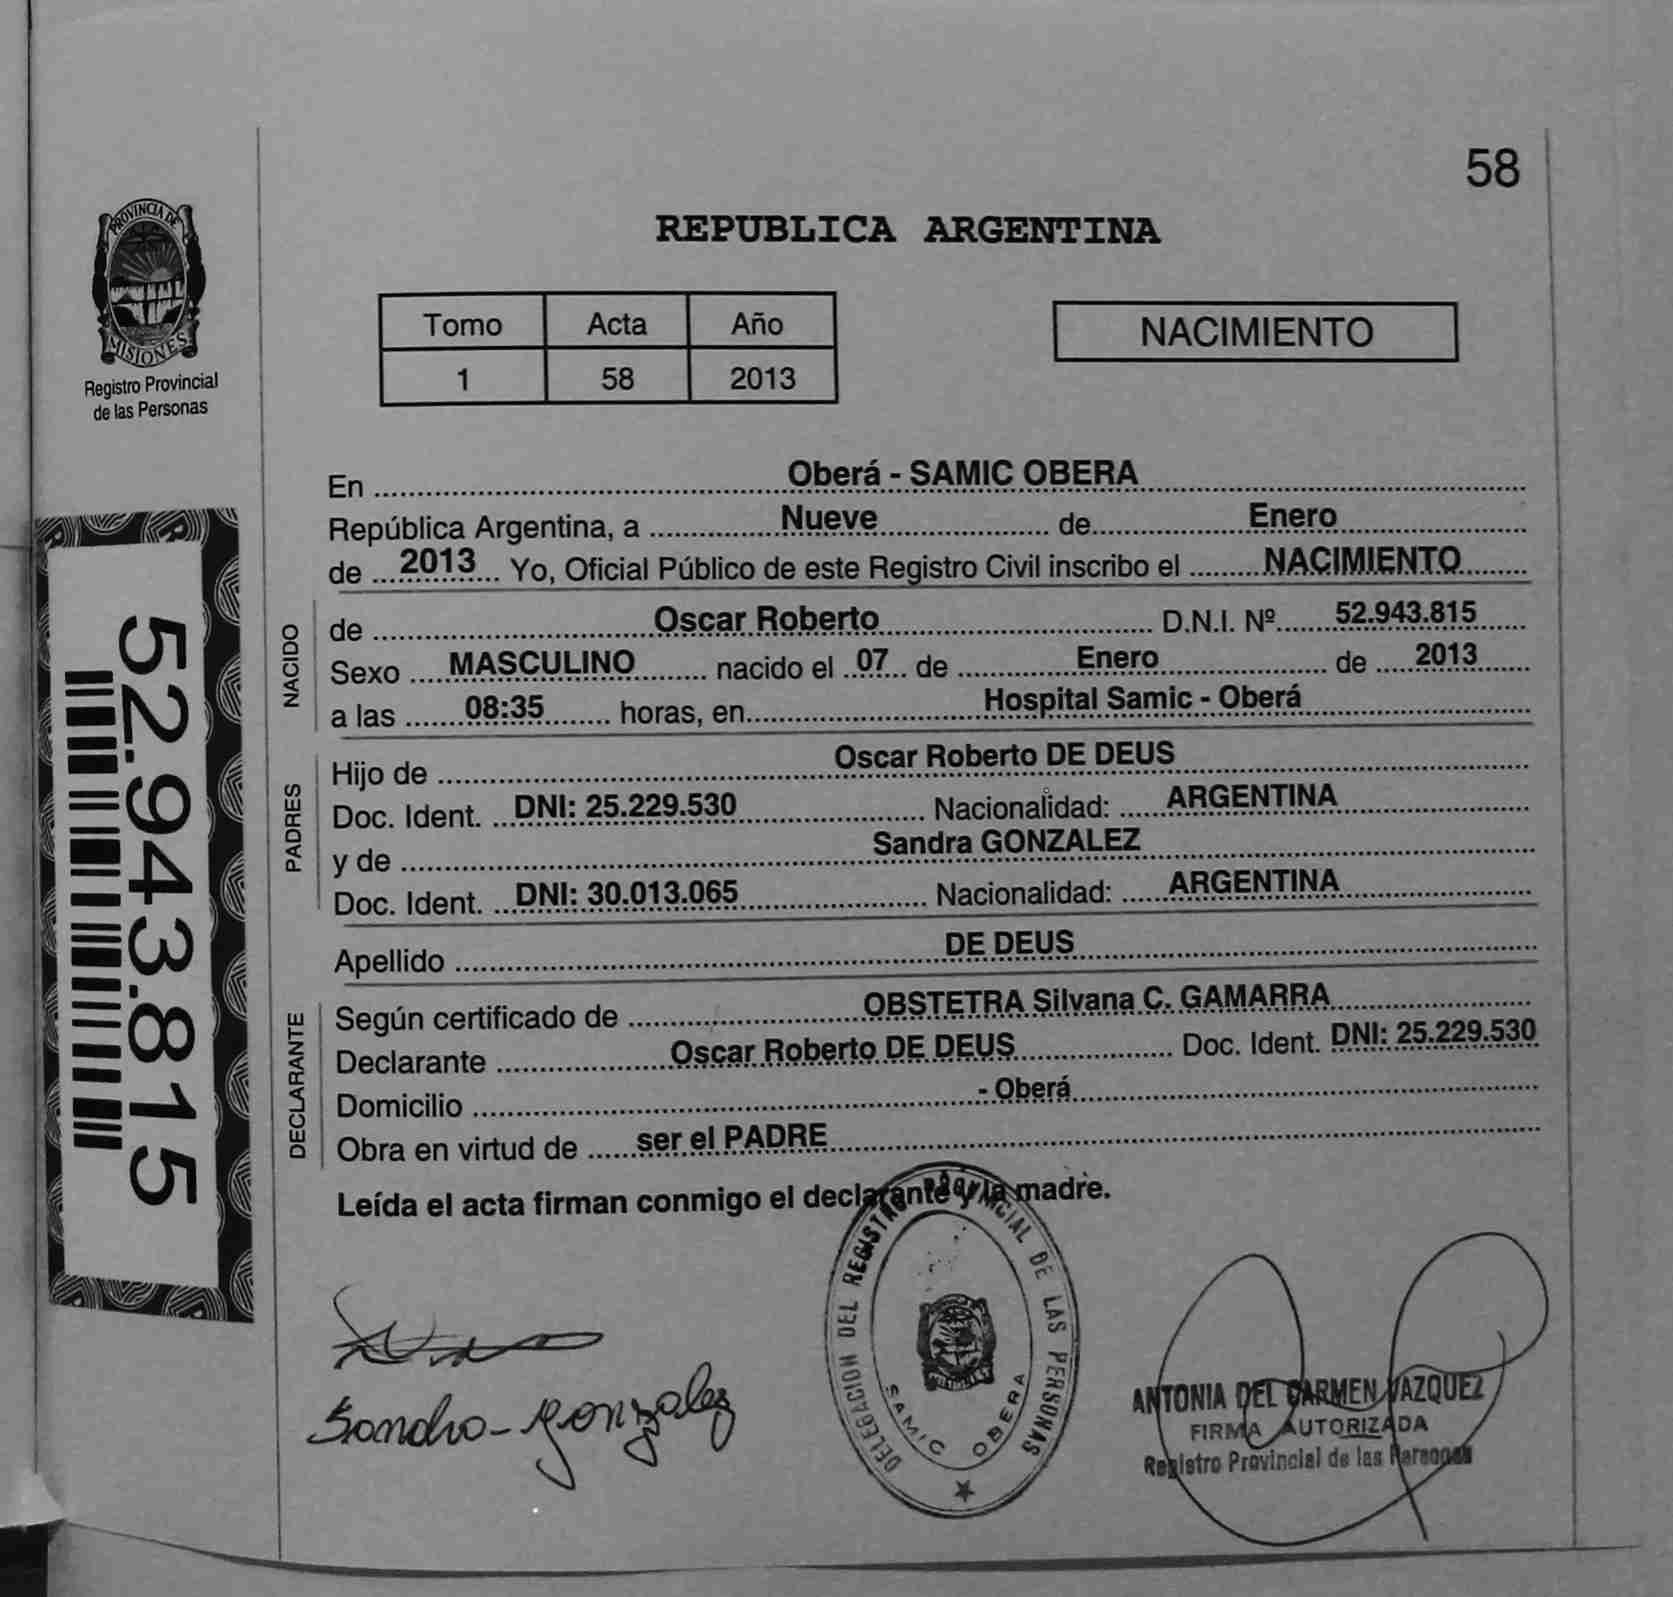 58
PROVINCIA DE
MISIONES
Registro Provincial
de las Personas
REPUBLICA ARGENTINA
Tomo Acta Año
1 58 2013
NACIMIENTO
52.943.815
En Oberá - SAMIC OBERA
República Argentina, a Nueve de Enero
de 2013 Yo, Oficial Público de este Registro Civil inscribo el NACIMIENTO
NACIDO
de Oscar Roberto D.N.I. Nº 52.943.815
Sexo MASCULINO nacido el 07 de Enero de 2013
a las 08:35 horas, en Hospital Samic - Oberá
PADRES
Hijo de Oscar Roberto DE DEUS
Doc. Ident. DNI: 25.229.530 Nacionalidad: ARGENTINA
y de Sandra GONZALEZ
Doc. Ident. DNI: 30.013.065 Nacionalidad: ARGENTINA
Apellido DE DEUS
DECLARANTE
Según certificado de OBSTETRA Silvana C. GAMARRA
Declarante Oscar Roberto DE DEUS Doc. Ident. DNI: 25.229.530
Domicilio - Oberá
Obra en virtud de ser el PADRE
Leída el acta firman conmigo el declarante y la madre.
Sandra - Gonzalez
DELEGACION DEL REGISTRO PROVINCIAL DE LAS PERSONAS
SAMIC OBERA
ANTONIA DEL CARMEN VAZQUEZ
FIRMA AUTORIZADA
Registro Provincial de las Personas